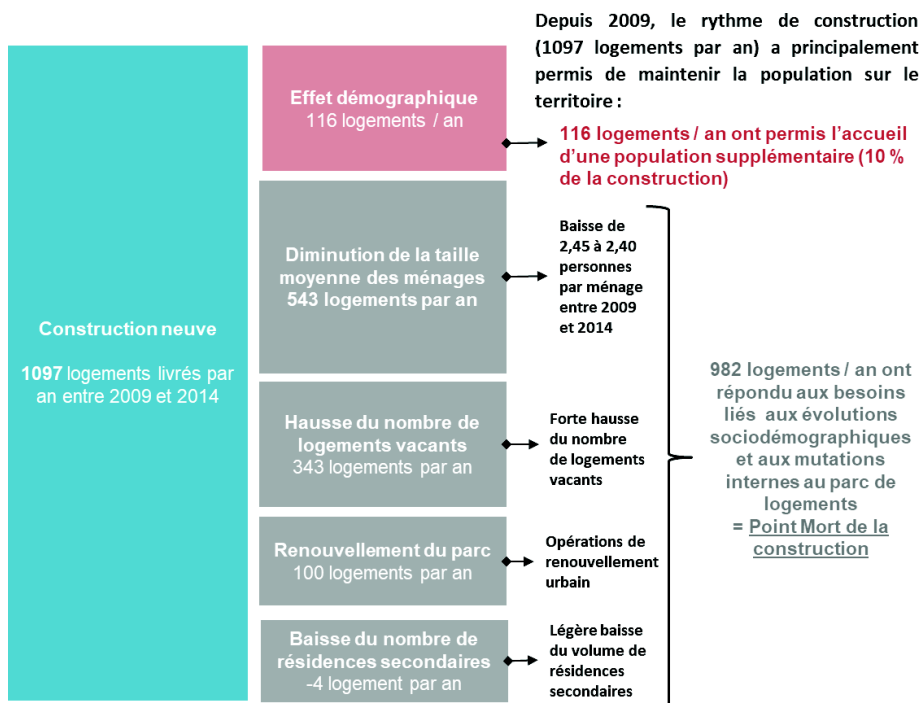 Depuis 2009, le rythme de construction
(1097 logements par an) a principalement
permis de maintenir la population sur le
territoire :
Construction neuve
1097 logements livrés par
an entre 2009 et 2014
Effet démographique
116 logements / an
116 logements / an ont permis l’accueil
d’une population supplémentaire (10 %
de la construction)
Diminution de la taille
moyenne des ménages
543 logements par an
Baisse de
2,45 à 2,40
personnes
par ménage
entre 2009
et 2014
Hausse du nombre de
logements vacants
343 logements par an
Forte hausse
du nombre
de logements
vacants
Renouvellement du parc
100 logements par an
Opérations de
renouvellement
urbain
Baisse du nombre de
résidences secondaires
-4 logement par an
Légère baisse
du volume de
résidences
secondaires
982 logements / an ont
répondu aux besoins
liés aux évolutions
sociodémographiques
et aux mutations
internes au parc de
logements
= Point Mort de la
construction